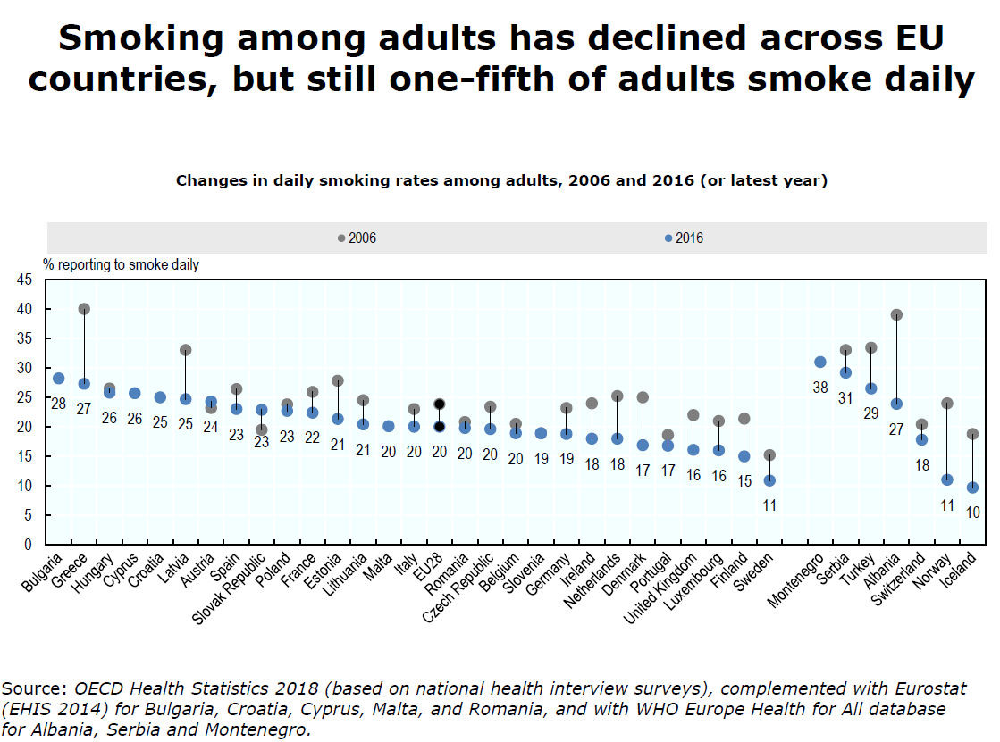 Smoking among adults has declined across EU
countries, but still one-fifth of adults smoke daily
Changes in daily smoking rates among adults, 2006 and 2016 (or latest year)
2006 2016
% reporting to smoke daily
45
40
35
30
25
20
15
10
5
0
28 27 26 26 25 25 24 23 23 23 22 21 21 20 20 20 20 20 20 19 19 18 18 17 17 16 16 15 11 38 31 29 27 18 11 10
Bulgaria
Greece
Hungary
Cyprus
Croatia
Latvia
Austria
Spain
Slovak Republic
Poland
France
Estonia
Lithuania
Malta
Italy
EU28
Romania
Czech Republic
Belgium
Slovenia
Germany
Ireland
Netherlands
Denmark
Portugal
United Kingdom
Luxembourg
Finland
Sweden
Montenegro
Serbia
Turkey
Albania
Switzerland
Norway
Iceland
Source: OECD Health Statistics 2018 (based on national health interview surveys), complemented with Eurostat
(EHIS 2014) for Bulgaria, Croatia, Cyprus, Malta, and Romania, and with WHO Europe Health for All database
for Albania, Serbia and Montenegro.